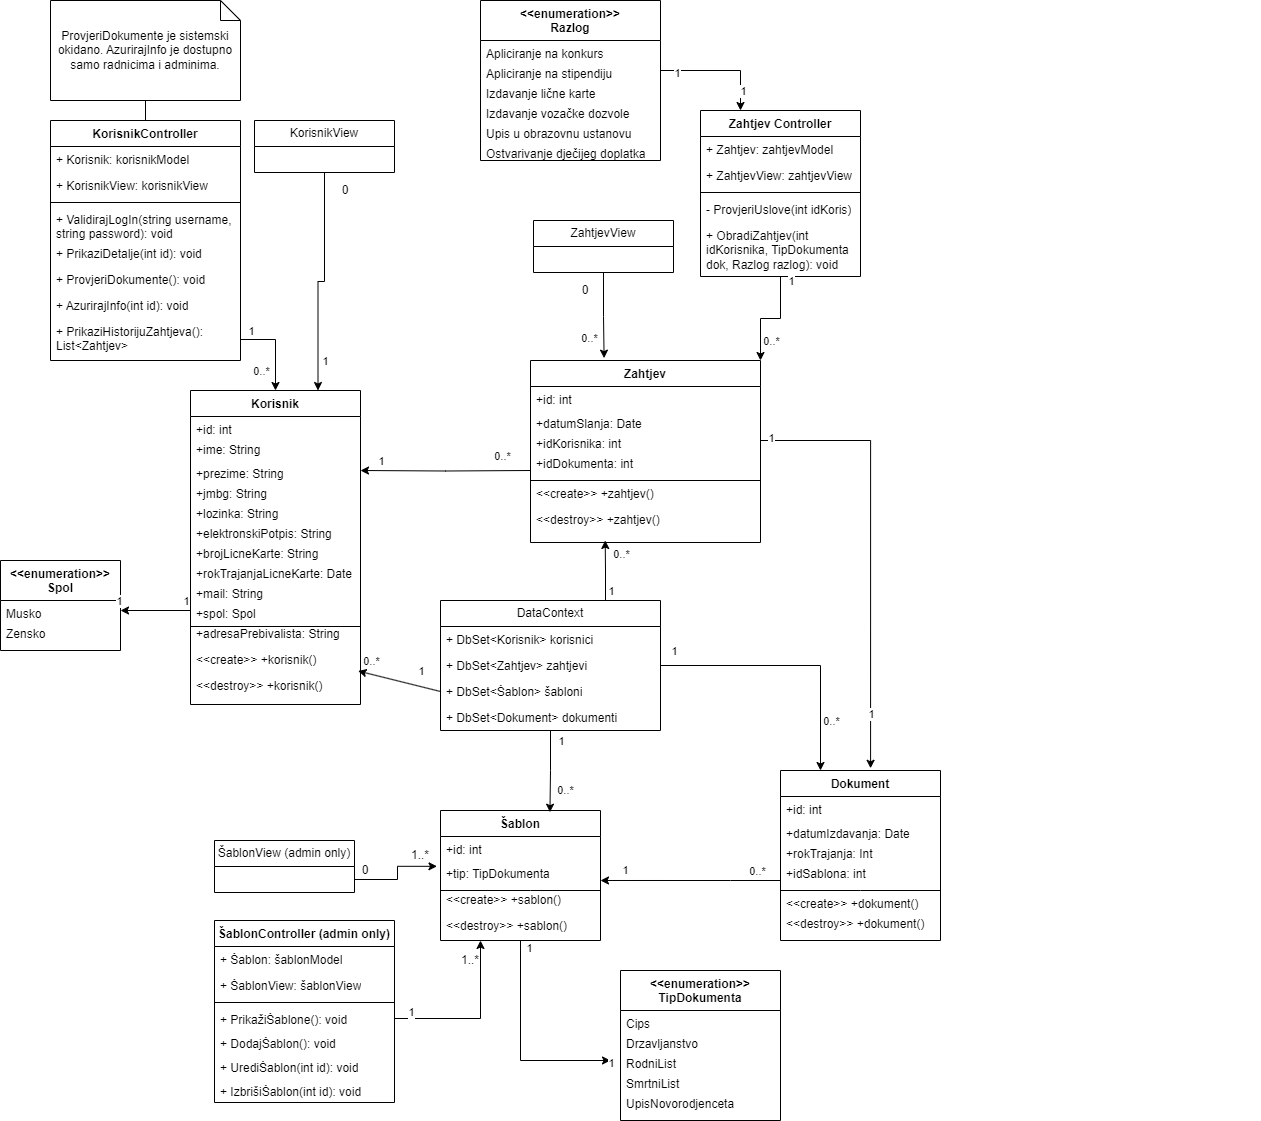 ProvjeriDokumente je sistemski
okidano. AzurirajInfo je dostupno
samo radnicima i adminima.
KorisnikController
+ Korisnik: korisnikModel
+ KorisnikView: korisnikView
+ ValidirajLogIn(string username,
string password): void
+ PrikaziDetalje(int id): void
+ ProvjeriDokumente(): void
+ AzurirajInfo(int id): void
+ PrikaziHistorijuZahtjeva():
List<Zahtjev>
1
0..*
KorisnikView
0
1
<<enumeration>>
Razlog
Apliciranje na konkurs
Apliciranje na stipendiju
Izdavanje lične karte
Izdavanje vozačke dozvole
Upis u obrazovnu ustanovu
Ostvarivanje dječijeg doplatka
1
1
Zahtjev Controller
+ Zahtjev: zahtjevModel
+ ZahtjevView: zahtjevView
- ProvjeriUslove(int idKoris)
+ ObradiZahtjev(int
idKorisnika, TipDokumenta
dok, Razlog razlog): void
1
0..*
ZahtjevView
0
0..*
Zahtjev
+id: int
+datumSlanja: Date
+idKorisnika: int
+idDokumenta: int
<<create>> +zahtjev()
<<destroy>> +zahtjev()
1
0..*
1
0..*
1
Korisnik
+id: int
+ime: String
+prezime: String
+jmbg: String
+lozinka: String
+elektronskiPotpis: String
+brojLicneKarte: String
+rokTrajanjaLicneKarte: Date
+mail: String
+spol: Spol
+adresaPrebivalista: String
<<create>> +korisnik()
<<destroy>> +korisnik()
<<enumeration>>
Spol
Musko
Zensko
1
1
DataContext
+ DbSet<Korisnik> korisnici
+ DbSet<Zahtjev> zahtjevi
+ DbSet<Šablon> šabloni
+ DbSet<Dokument> dokumenti
0..*
1
1
0..*
1
1
0..*
Dokument
+id: int
+datumIzdavanja: Date
+rokTrajanja: Int
+idSablona: int
<<create>> +dokument()
<<destroy>> +dokument()
Šablon
+id: int
+tip: TipDokumenta
<<create>> +sablon()
<<destroy>> +sablon()
1
0..*
ŠablonView (admin only)
0
1..*
ŠablonController (admin only)
+ Šablon: šablonModel
+ ŠablonView: šablonView
+ PrikažiŠablone(): void
+ DodajŠablon(): void
+ UrediŠablon(int id): void
+ IzbrišiŠablon(int id): void
1
1..*
1
1
<<enumeration>>
TipDokumenta
Cips
Drzavljanstvo
RodniList
SmrtniList
UpisNovorodjenceta